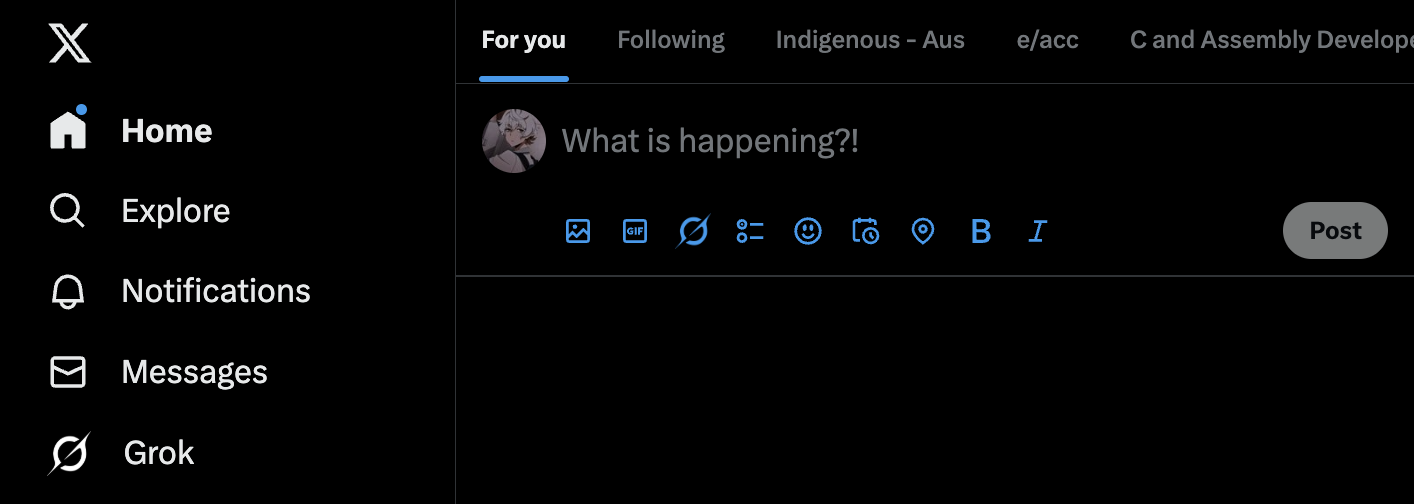 For you Following Indigenous - Aus e/acc C and Assembly Develope
Home
What is happening?!
Explore
GIF B I Post
Notifications
Messages
Grok